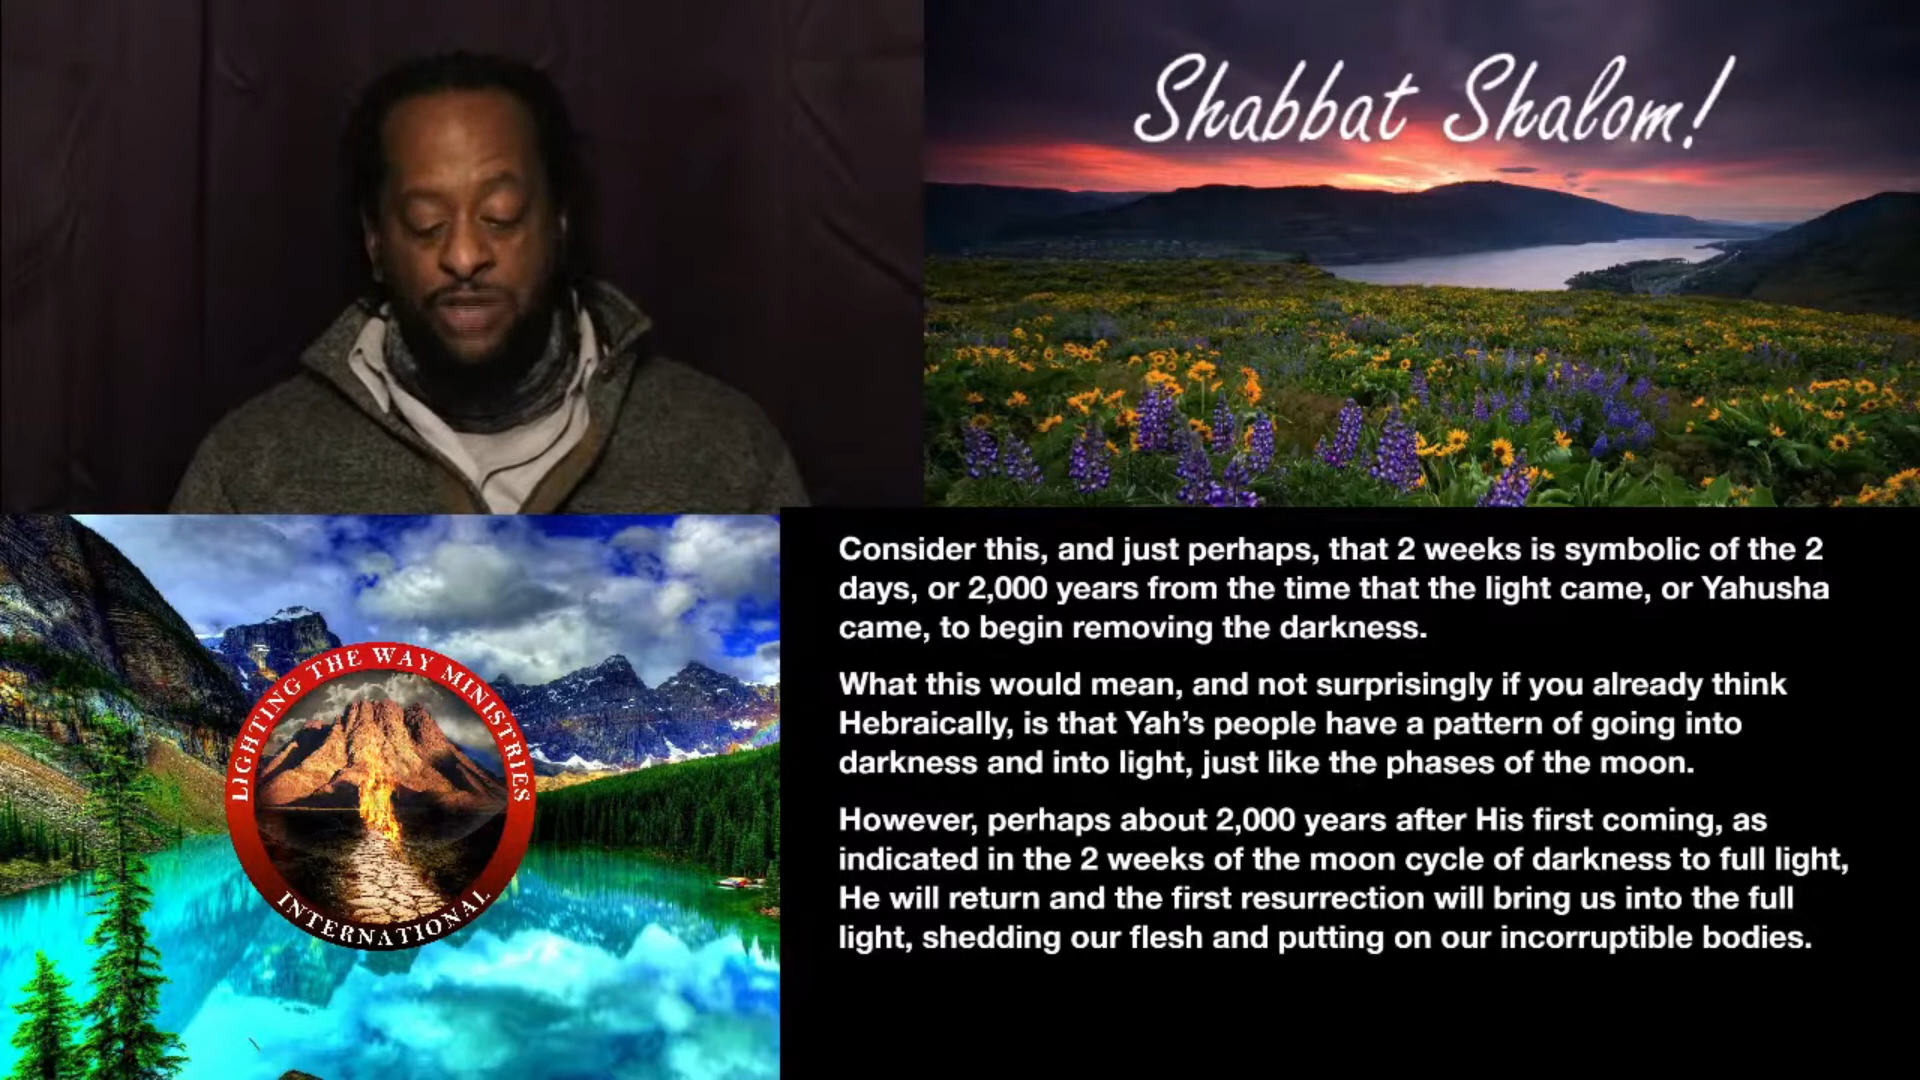 Shabbat Shalom!
LIGHTING THE WAY MINISTRIES
INTERNATIONAL
Consider this, and just perhaps, that 2 weeks is symbolic of the 2
days, or 2,000 years from the time that the light came, or Yahusha
came, to begin removing the darkness.
What this would mean, and not surprisingly if you already think
Hebraically, is that Yah’s people have a pattern of going into
darkness and into light, just like the phases of the moon.
However, perhaps about 2,000 years after His first coming, as
indicated in the 2 weeks of the moon cycle of darkness to full light,
He will return and the first resurrection will bring us into the full
light, shedding our flesh and putting on our incorruptible bodies.